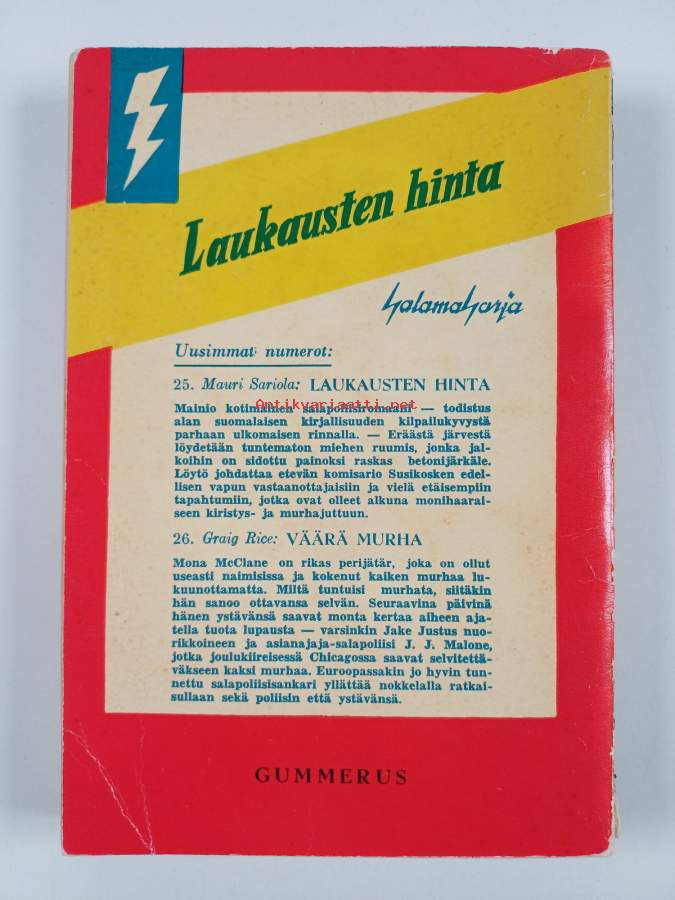 Laukausten hinta
Salamasarja
Uusimmat numerot:
25. Mauri Sariola: LAUKAUSTEN HINTA
Antikvariaatti.net
Mainio kotimainen salapoliisiromaani — todistus
alan suomalaisen kirjallisuuden kilpailukyvystä
parhaan ulkomaisen rinnalla. — Eräästä järvestä
löydetään tuntematon miehen ruumis, jonka jal-
koihin on sidottu painoksi raskas betonijärkäle.
Löytö johdattaa etevän komisario Susikosken edel-
lisen vapun vastaanottajaisiin ja vielä etäisempiin
tapahtumiin, jotka ovat olleet alkuna monihaarai-
seen kiristys- ja murhajuttuun.
26. Graig Rice: VÄÄRÄ MURHA
Mona McClane on rikas perijätär, joka on ollut
useasti naimisissa ja kokenut kaiken murhaa lu-
kuunottamatta. Miltä tuntuisi murhata, siitäkin
hän sanoo ottavansa selvän. Seuraavina päivinä
hänen ystävänsä saavat monta kertaa aiheen aja-
tella tuota lupausta — varsinkin Jake Justus nuo-
rikkoineen ja asianajaja-salapoliisi J. J. Malone,
jotka joulukiireisessä Chicagossa saavat selvitettä-
väkseen kaksi murhaa. Euroopassakin jo hyvin tun-
nettu salapoliisisankari yllättää nokkelalla ratkai-
sullaan sekä poliisin että ystävänsä.
GUMMERUS